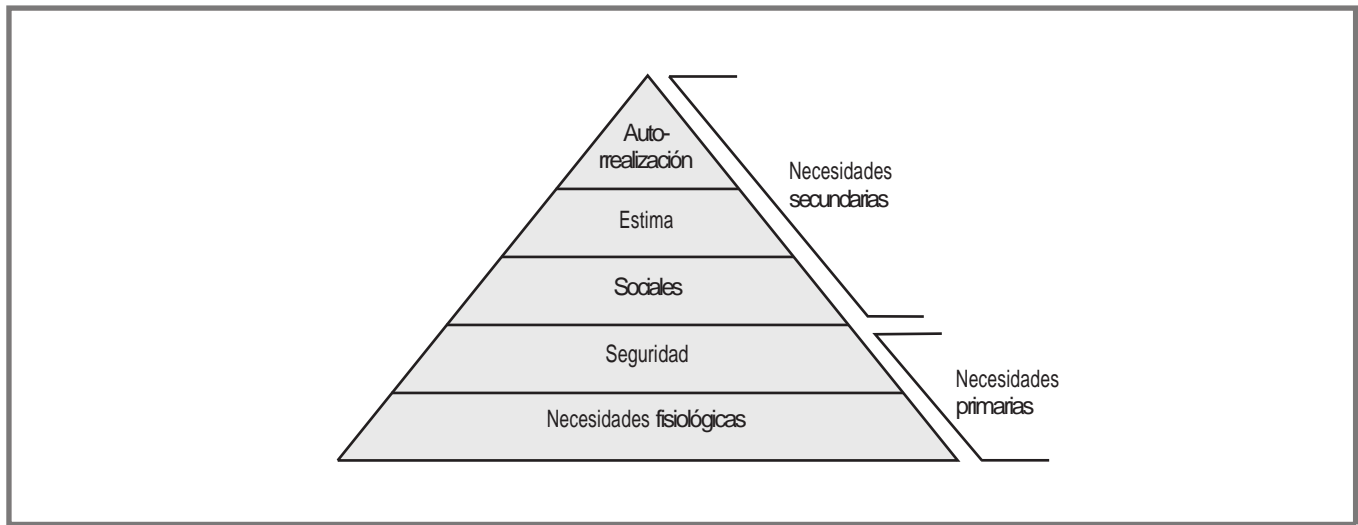 Auto-
rrealización
Necesidades
secundarias
Estima
Sociales
Seguridad
Necesidades
primarias
Necesidades fisiológicas